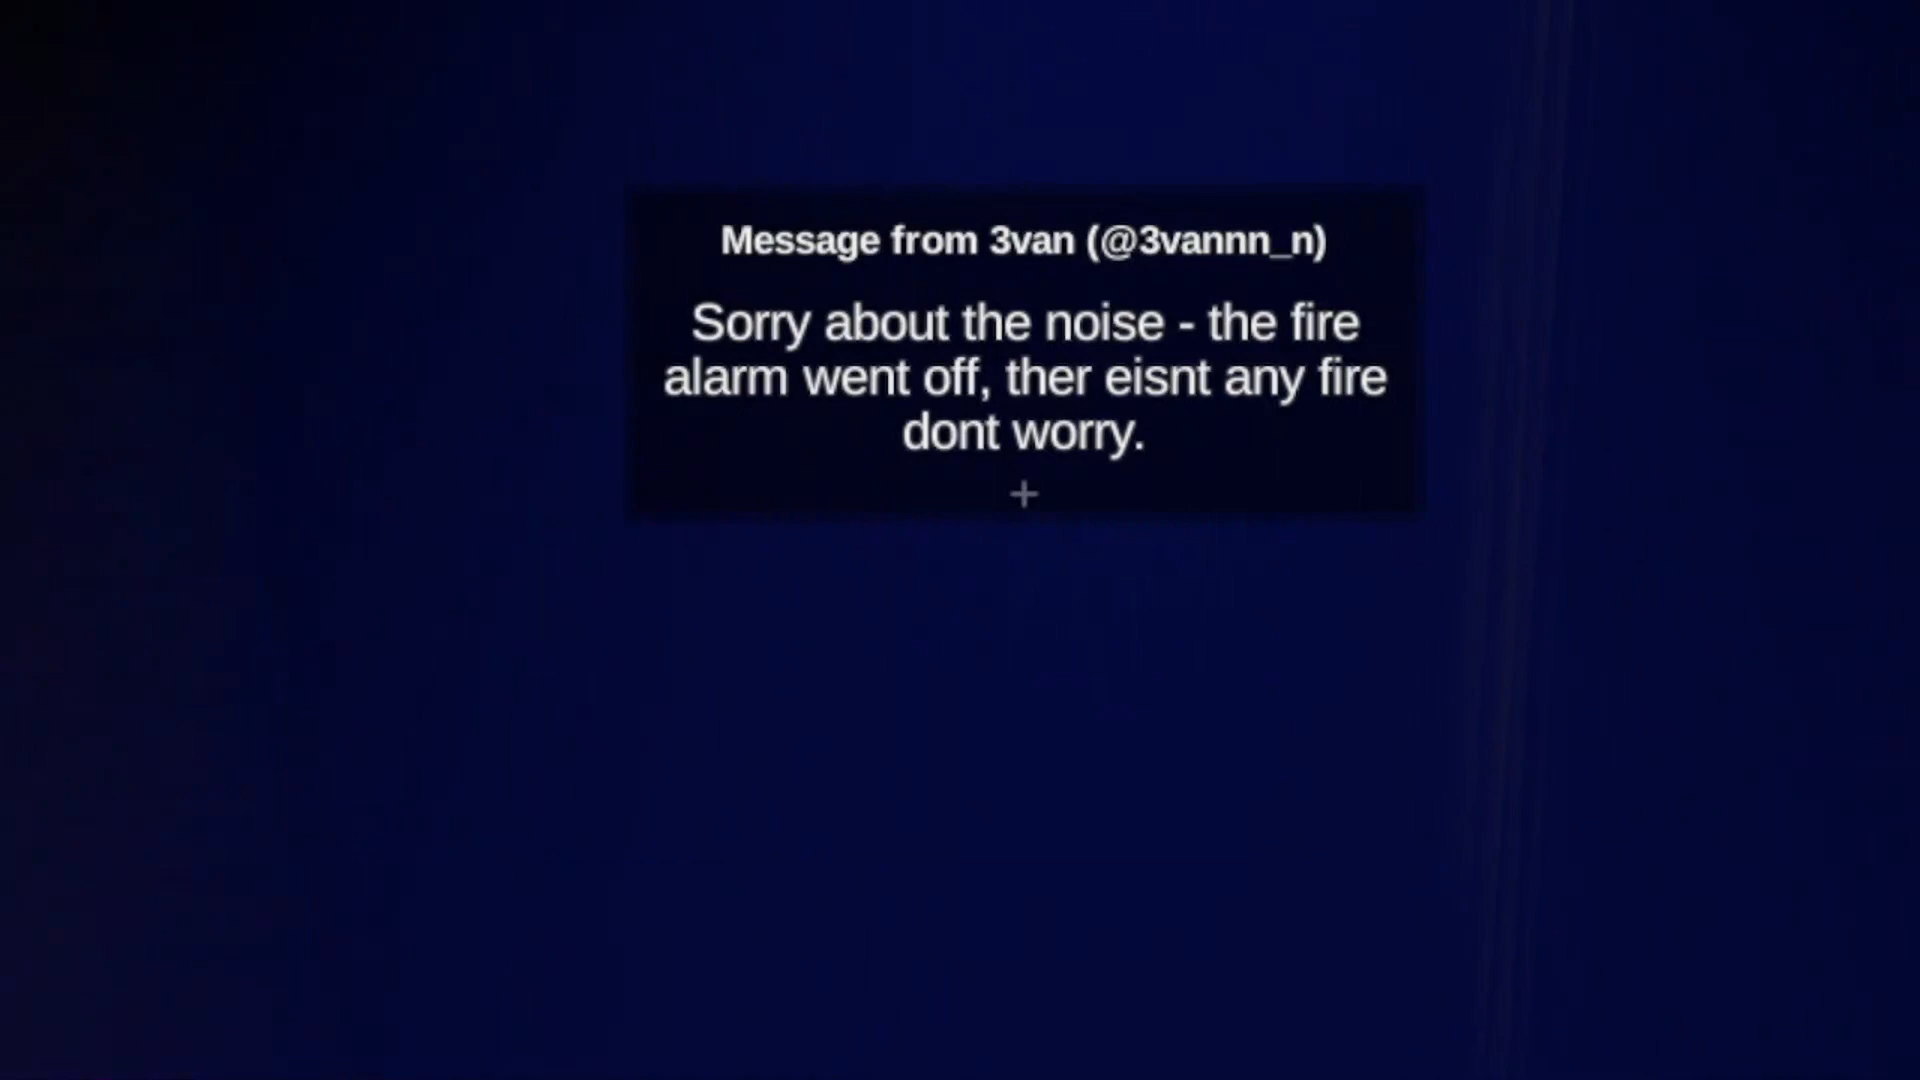 Message from 3van (@3vannn_n)
Sorry about the noise - the fire
alarm went off, ther eisnt any fire
dont worry.